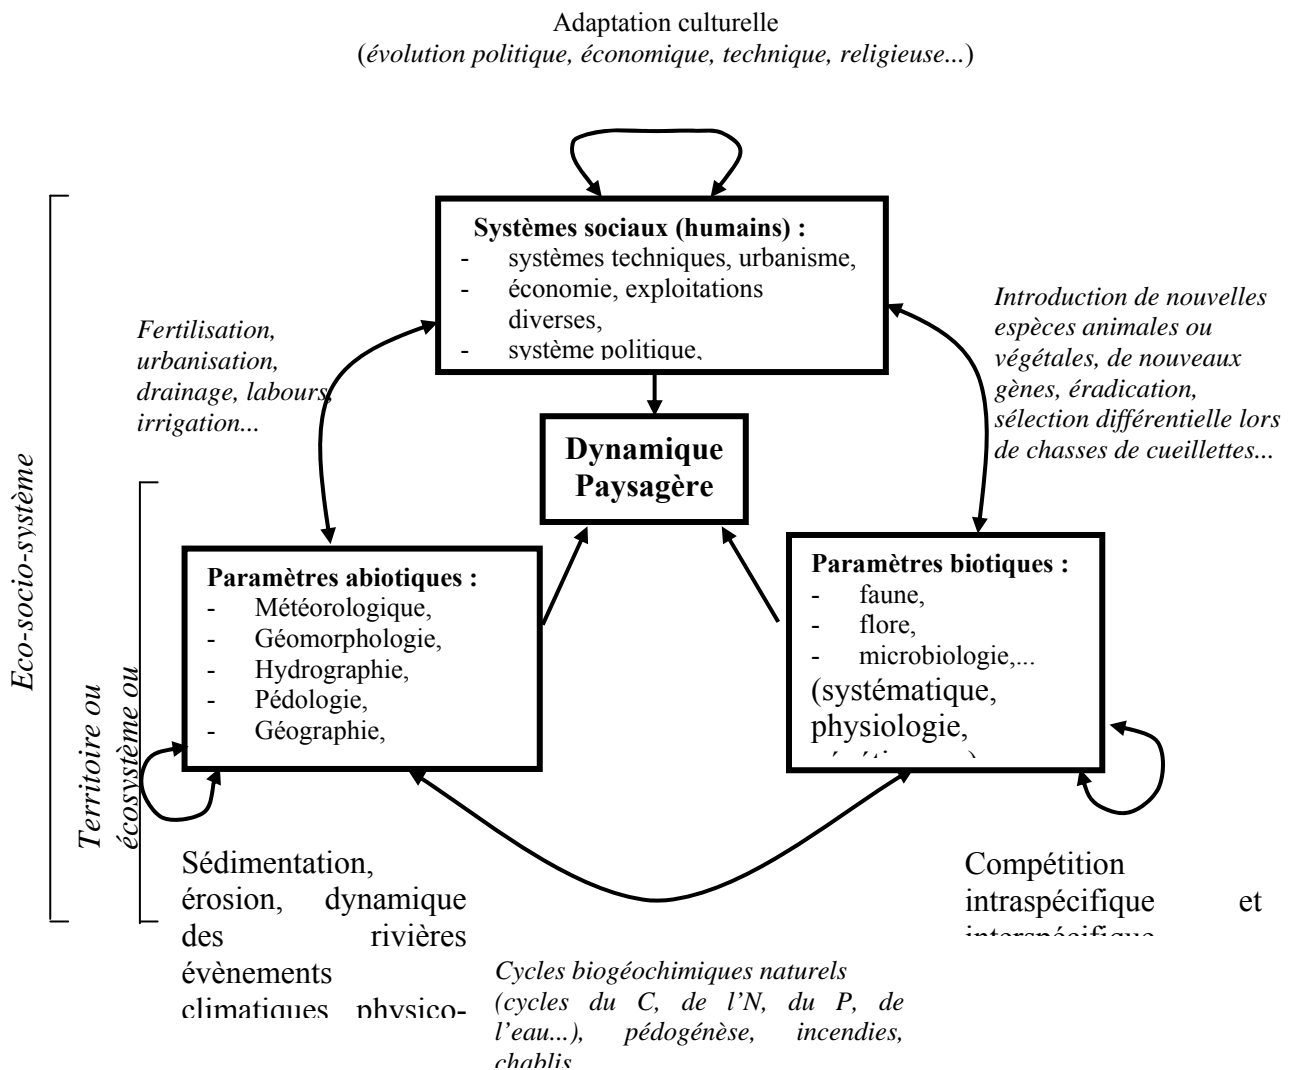 Adaptation culturelle
(évolution politique, économique, technique, religieuse...)
Systèmes sociaux (humains) :
- systèmes techniques, urbanisme,
- économie, exploitations
diverses,
- système politique,
Fertilisation,
urbanisation,
drainage, labours,
irrigation...
Introduction de nouvelles
espèces animales ou
végétales, de nouveaux
gènes, éradication,
sélection différentielle lors
de chasses de cueillettes...
Dynamique
Paysagère
Eco-socio-système
Territoire ou
écosystème ou
Paramètres abiotiques :
- Météorologique,
- Géomorphologie,
- Hydrographie,
- Pédologie,
- Géographie,
Paramètres biotiques :
- faune,
- flore,
- microbiologie,...
(systématique,
physiologie,
Sédimentation,
érosion, dynamique
des rivières
évènements
climatiques physico-
Compétition
intraspécifique et
interspécifique
Cycles biogéochimiques naturels
(cycles du C, de l'N, du P, de
l'eau...), pédogénèse, incendies,
chablis